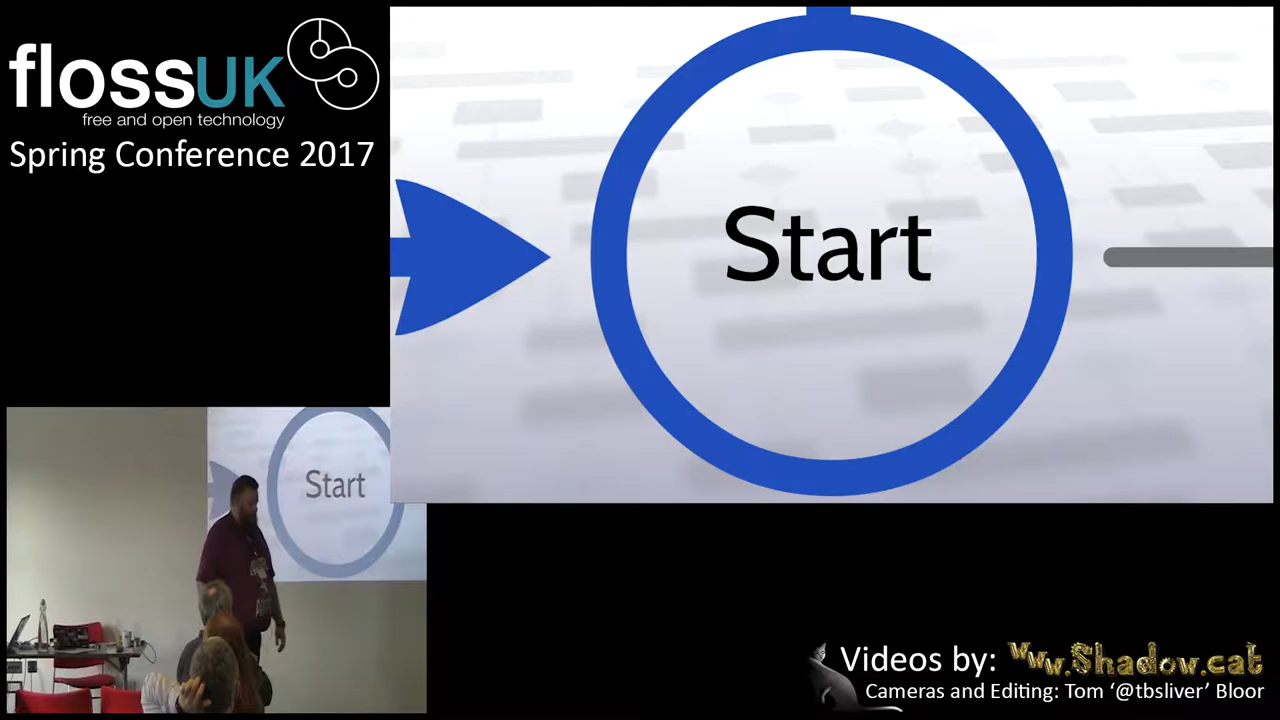 flossUK
free and open technology
Spring Conference 2017
Start
Start
Videos by: Www.Shadow.cat
Cameras and Editing: Tom ‘@tbsliver’ Bloor